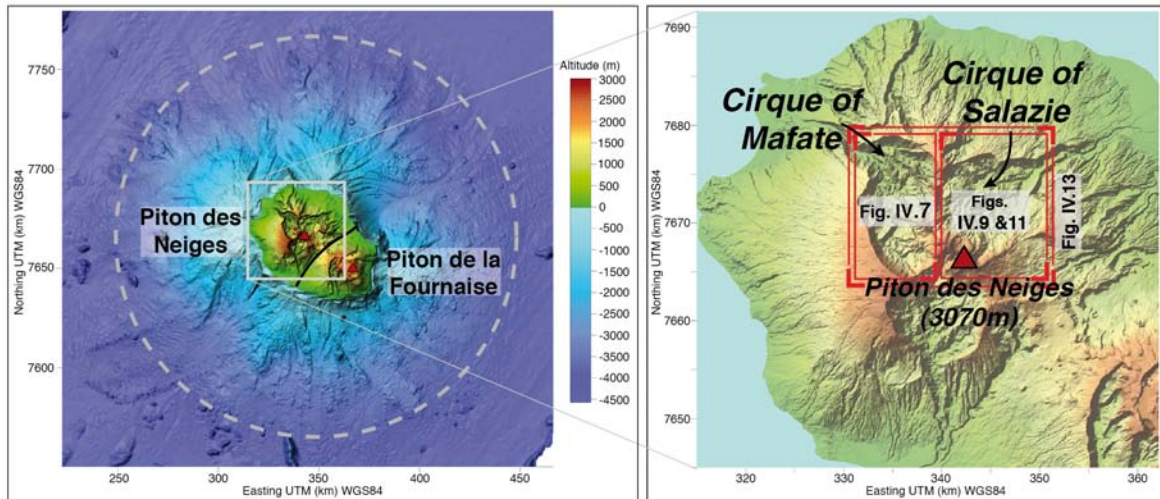 7750
7700
7650
7600
Northing UTM (km) WGS84
250
300
350
400
450
Easting UTM (km) WGS84
Piton des
Neiges
Piton de la
Fournaise
Altitude (m)
3000
2500
2000
1500
1000
500
0
-500
-1000
-1500
-2000
-2500
-3000
-3500
-4000
-4500
7690
7680
7670
7660
7650
Northing UTM (km) WGS84
320
330
340
350
360
Easting UTM (km) WGS84
Cirque of
Mafate
Cirque of
Salazie
Fig. IV.7
Figs.
IV.9 &11
Fig. IV.13
Piton des Neiges
(3070m)